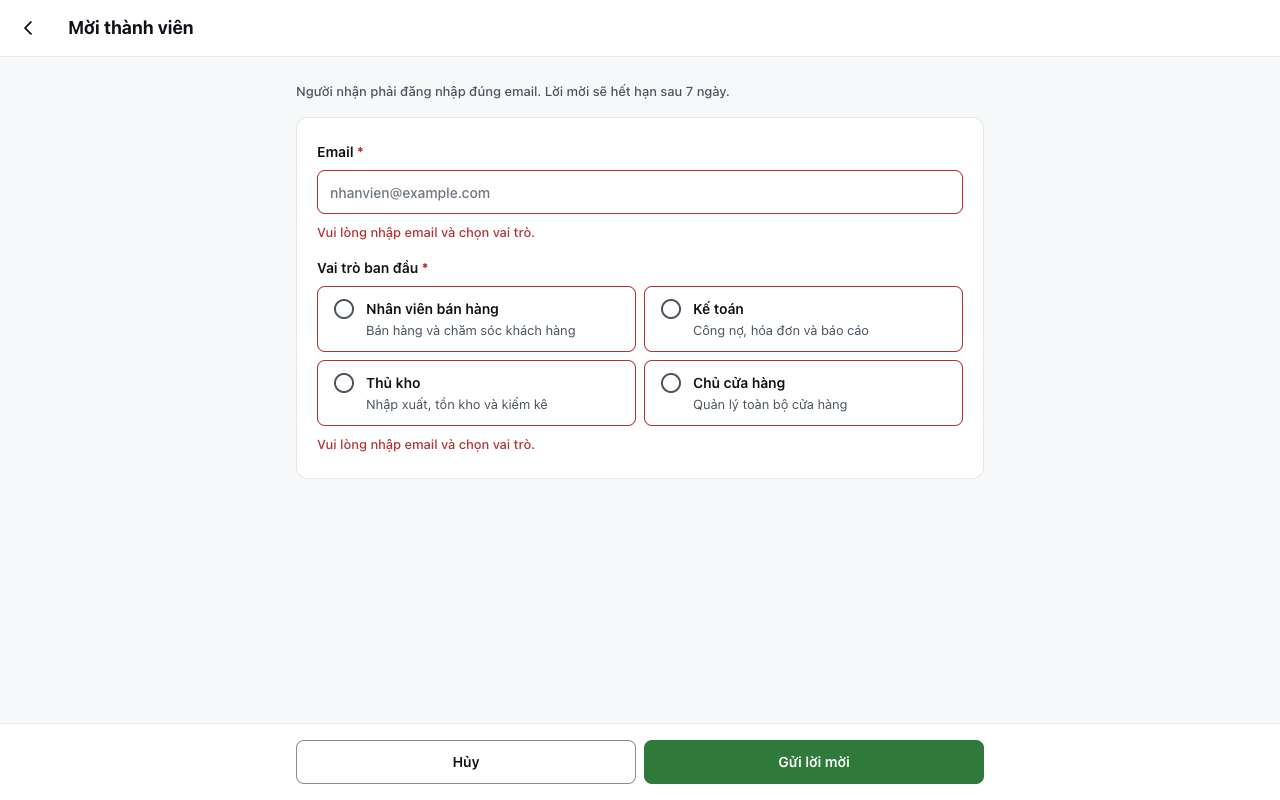 Mời thành viên
Người nhận phải đăng nhập đúng email. Lời mời sẽ hết hạn sau 7 ngày.
Email *
nhanvien@example.com
Vui lòng nhập email và chọn vai trò.
Vai trò ban đầu *
Nhân viên bán hàng
Bán hàng và chăm sóc khách hàng
Kế toán
Công nợ, hóa đơn và báo cáo
Thủ kho
Nhập xuất, tồn kho và kiểm kê
Chủ cửa hàng
Quản lý toàn bộ cửa hàng
Vui lòng nhập email và chọn vai trò.
Hủy
Gửi lời mời